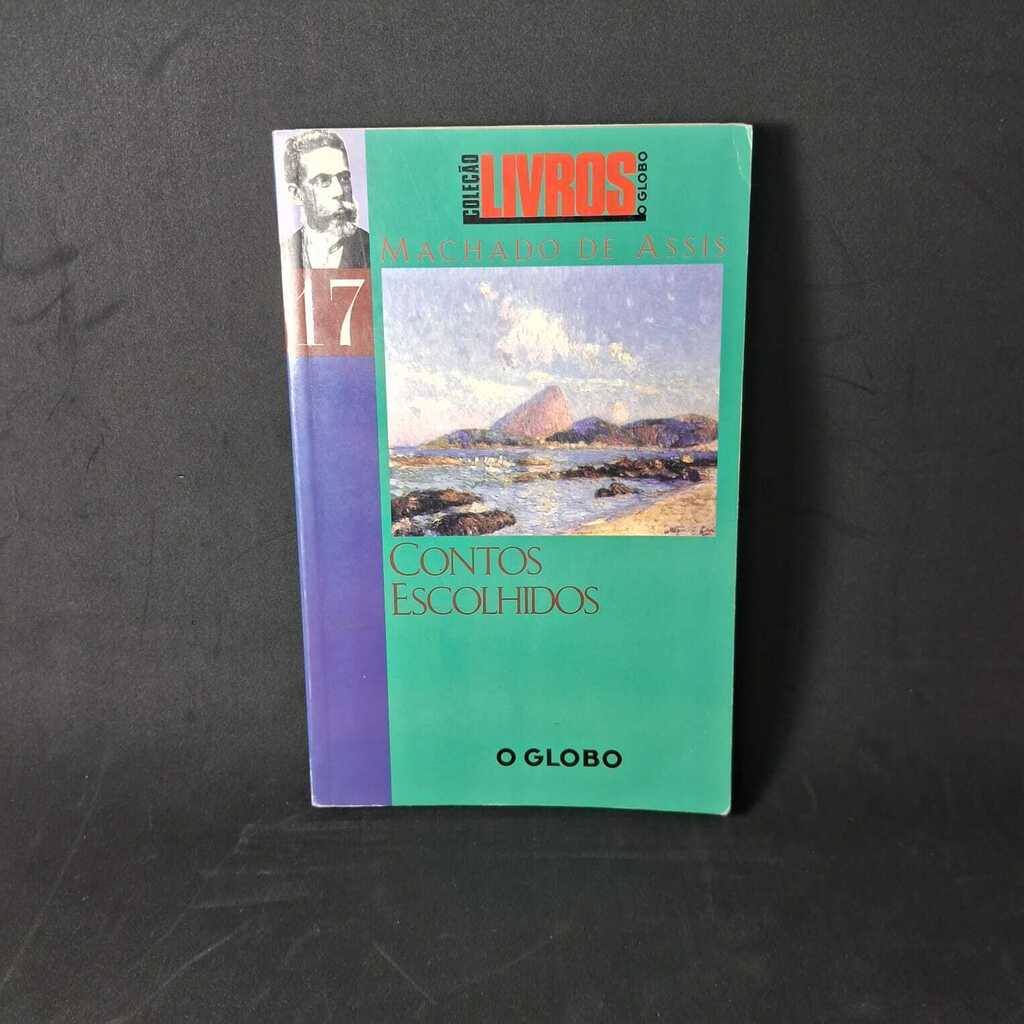 COLEÇÃO
LIVROS
O GLOBO
MACHADO DE ASSIS
17
CONTOS
ESCOLHIDOS
O GLOBO